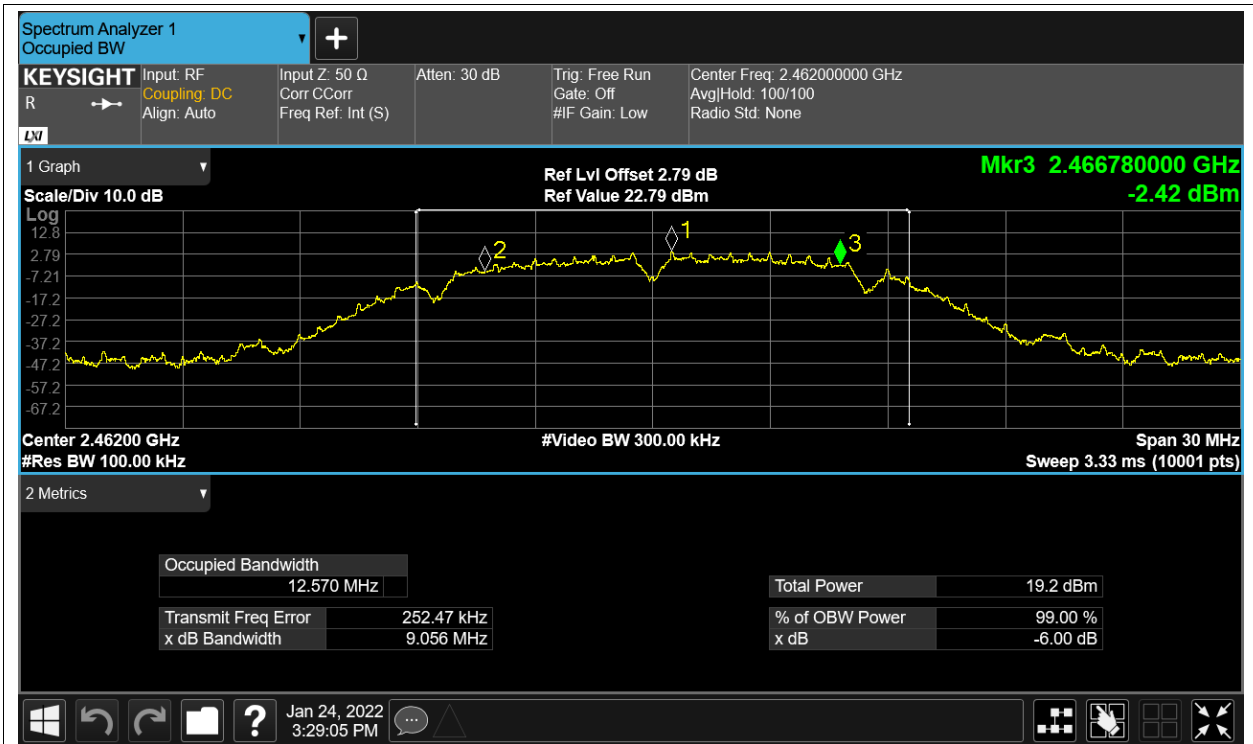 Spectrum Analyzer 1
Occupied BW
KEYSIGHT
R
LXI
Input: RF
Coupling: DC
Align: Auto
Input Z: 50 Ω
Corr CCorr
Freq Ref: Int (S)
Atten: 30 dB
Trig: Free Run
Gate: Off
#IF Gain: Low
Center Freq: 2.462000000 GHz
Avg|Hold: 100/100
Radio Std: None
1 Graph
Scale/Div 10.0 dB
Ref Lvl Offset 2.79 dB
Ref Value 22.79 dBm
Mkr3 2.466780000 GHz
-2.42 dBm
Log
12.8
2.79
-7.21
-17.2
-27.2
-37.2
-47.2
-57.2
-67.2
2
1
3
Center 2.46200 GHz
#Res BW 100.00 kHz
#Video BW 300.00 kHz
Span 30 MHz
Sweep 3.33 ms (10001 pts)
2 Metrics
Occupied Bandwidth
12.570 MHz
Transmit Freq Error 252.47 kHz
x dB Bandwidth 9.056 MHz
Total Power 19.2 dBm
% of OBW Power 99.00 %
x dB -6.00 dB
?
Jan 24, 2022
3:29:05 PM